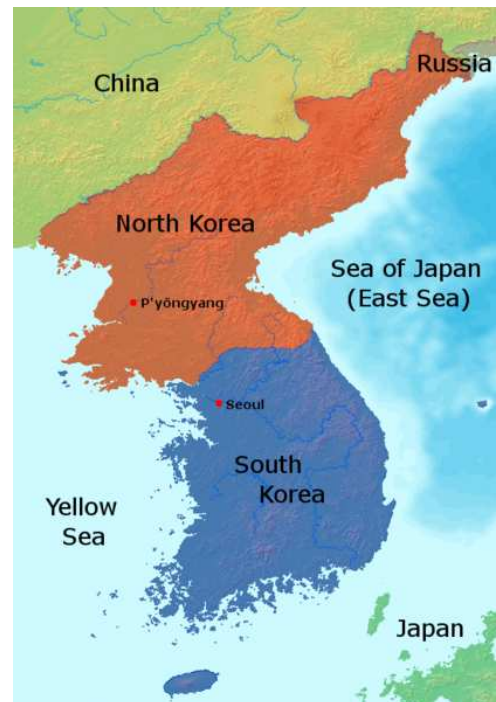 Russia
China
North Korea
Sea of Japan
(East Sea)
P'yŏngyang
Seoul
South
Korea
Yellow
Sea
Japan